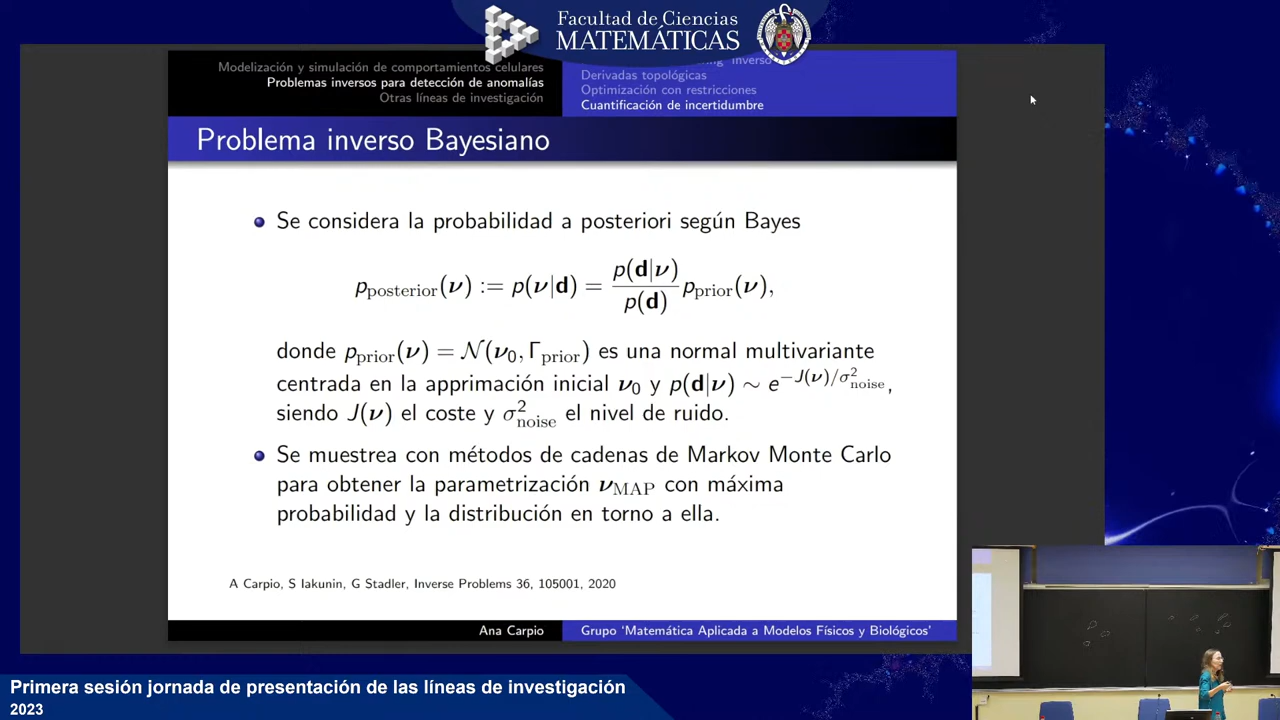 Facultad de Ciencias
MATEMÁTICAS
Modelización y simulación de comportamientos celulares
Problemas inversos para detección de anomalías
Otras líneas de investigación
inverso
Derivadas topológicas
Optimización con restricciones
Cuantificación de incertidumbre
Problema inverso Bayesiano
Se considera la probabilidad a posteriori según Bayes
p_posterior(ν) := p(ν|d) = p(d|ν)/p(d) p_prior(ν),
donde p_prior(ν) = 𝒩(ν₀, Γ_prior) es una normal multivariante
centrada en la apprimación inicial ν₀ y p(d|ν) ∼ e^{−J(ν)/σ²_noise},
siendo J(ν) el coste y σ²_noise el nivel de ruido.
Se muestrea con métodos de cadenas de Markov Monte Carlo
para obtener la parametrización ν_MAP con máxima
probabilidad y la distribución en torno a ella.
A Carpio, S Iakunin, G Stadler, Inverse Problems 36, 105001, 2020
Ana Carpio
Grupo 'Matemática Aplicada a Modelos Físicos y Biológicos'
Primera sesión jornada de presentación de las líneas de investigación
2023